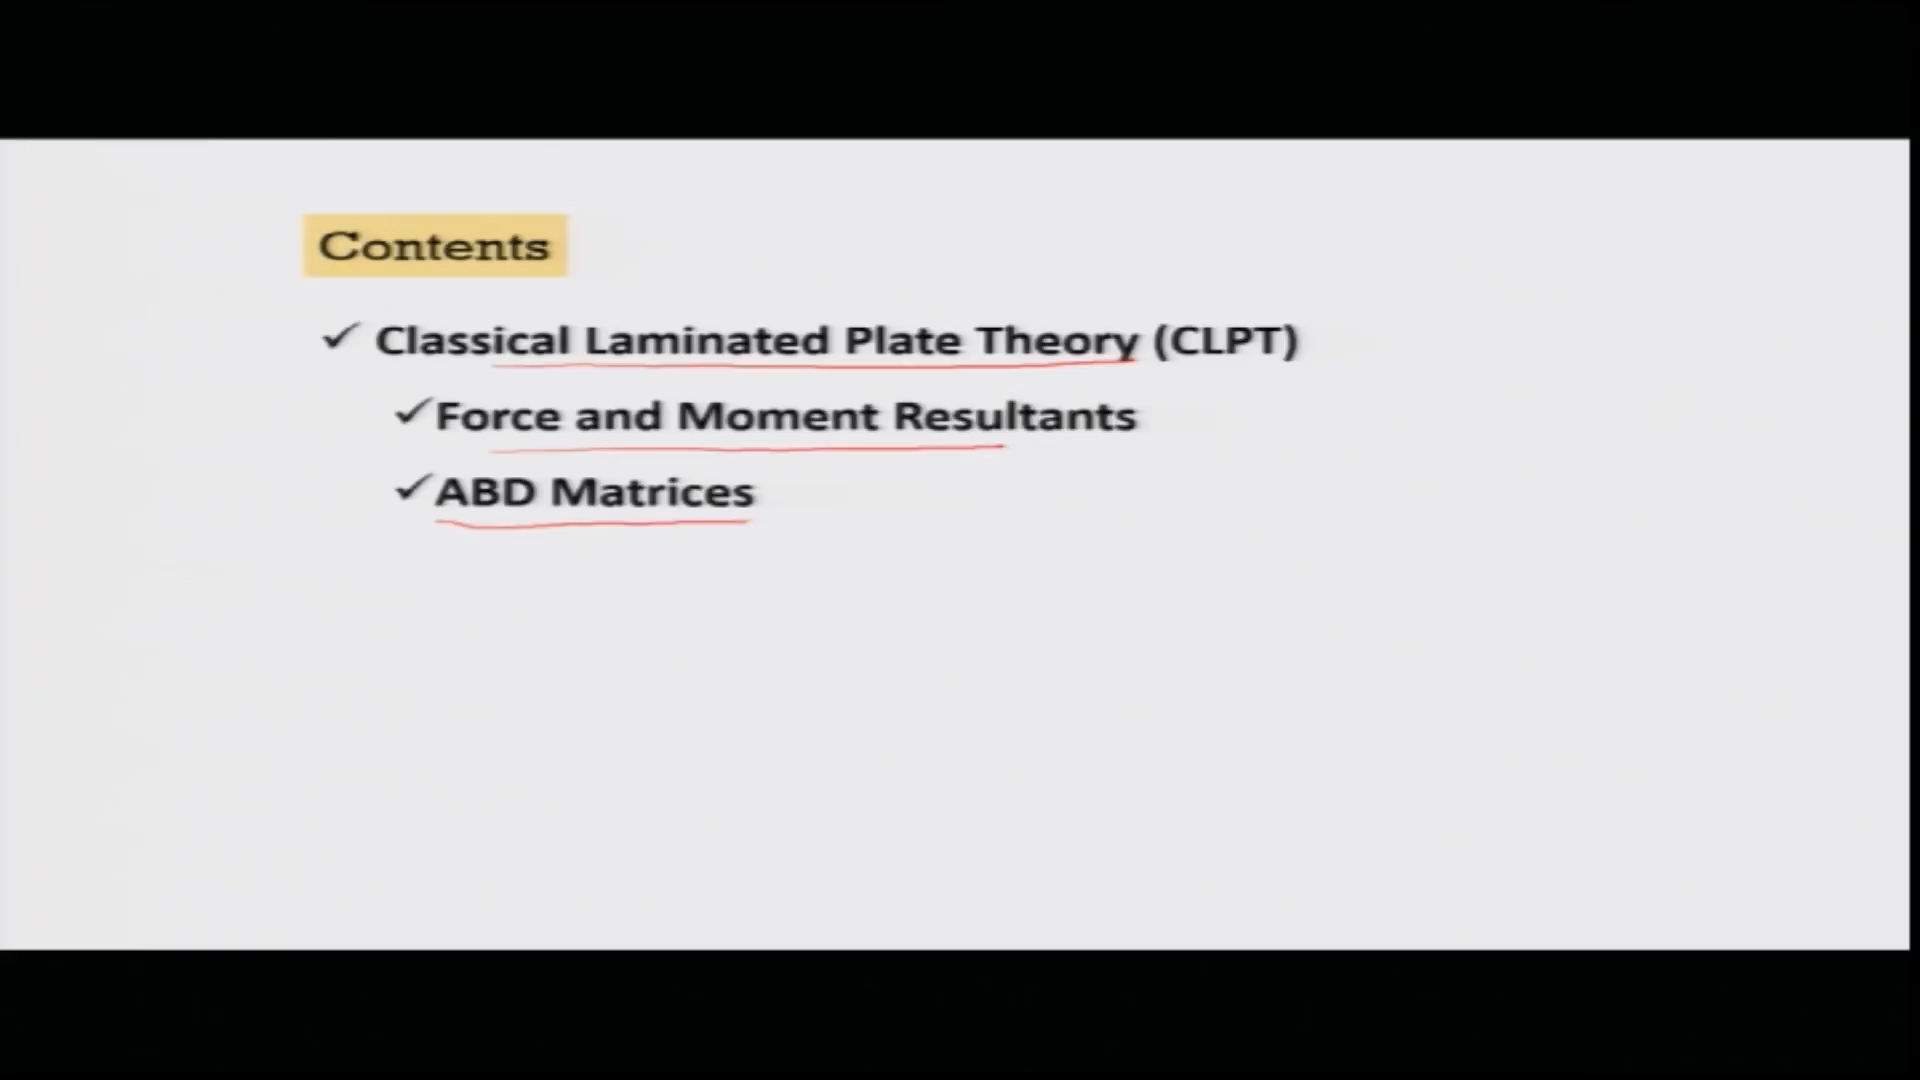 Contents
✓ Classical Laminated Plate Theory (CLPT)
✓ Force and Moment Resultants
✓ ABD Matrices